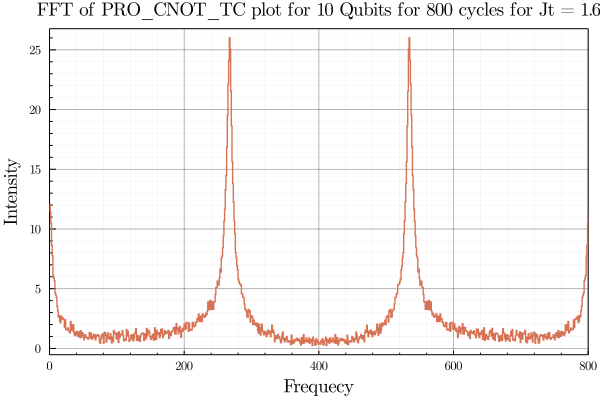 FFT of PRO_CNOT_TC plot for 10 Qubits for 800 cycles for Jt = 1.6
Intensity
25
20
15
10
5
0
0 200 400 600 800
Frequecy